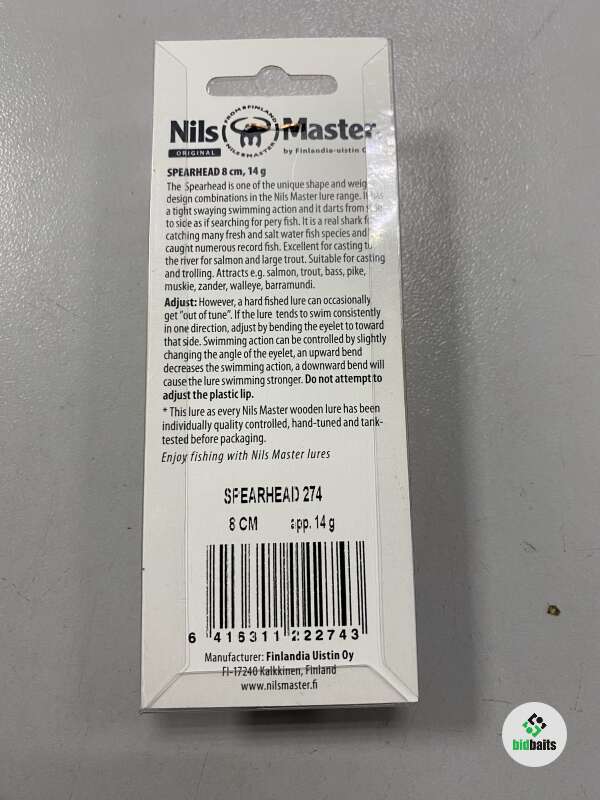 FROM FINLAND
Nils Master
NILS MASTER
ORIGINAL
by Finlandia-uistin
SPEARHEAD 8 cm, 14 g
The Spearhead is one of the unique shape and
design combinations in the Nils Master lure range. It has
a tight swaying swimming action and it darts from side
to side as if searching for pery fish. It is a real shark
catching many fresh and salt water fish species and
caught numerous record fish. Excellent for casting
the river for salmon and large trout. Suitable for casting
and trolling. Attracts e.g. salmon, trout, bass, pike,
muskie, zander, walleye, barramundi.
Adjust: However, a hard fished lure can occasionally
get "out of tune". If the lure tends to swim consistently
in one direction, adjust by bending the eyelet to toward
that side. Swimming action can be controlled by slightly
changing the angle of the eyelet, an upward bend
decreases the swimming action, a downward bend will
cause the lure swimming stronger. Do not attempt to
adjust the plastic lip.
* This lure as every Nils Master wooden lure has been
individually quality controlled, hand-tuned and tank-
tested before packaging.
Enjoy fishing with Nils Master lures
SPEARHEAD 274
8 CM app. 14 g
6 416311 222743
Manufacturer: Finlandia Uistin Oy
FI-17240 Kalkkinen, Finland
www.nilsmaster.fi
bidbaits